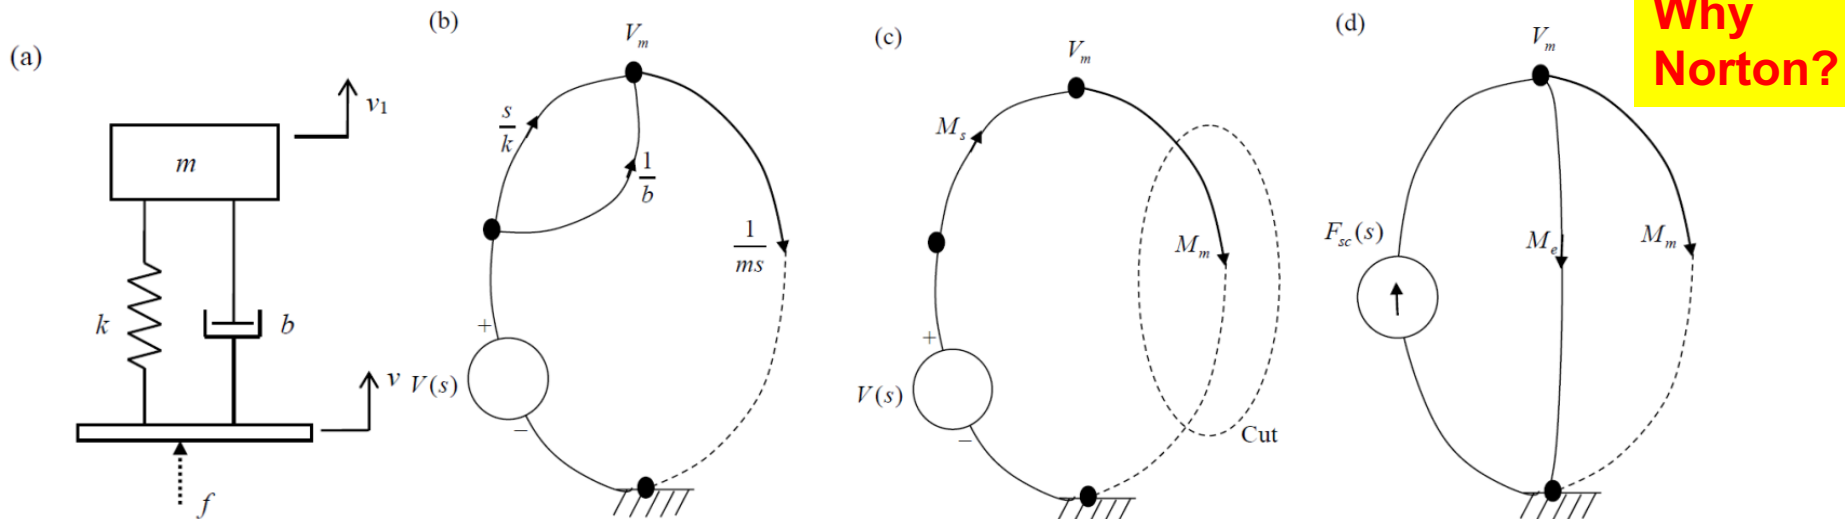 Why
Norton?
(a)
v₁
m
k
b
v
f
(b)
Vₘ
s/k
1/b
1/ms
+
V(s)
−
(c)
Vₘ
Mₛ
Mₘ
+
V(s)
−
Cut
(d)
Vₘ
F_sc(s)
Mₑ
Mₘ